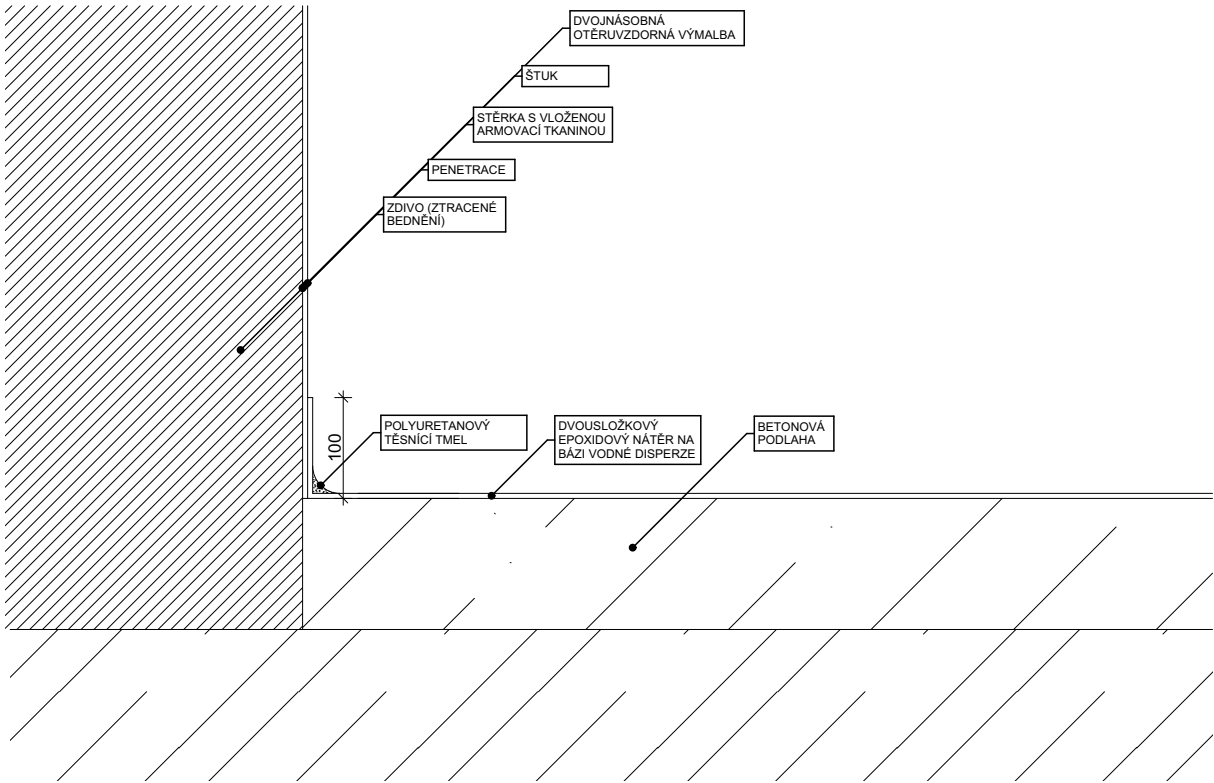 DVOJNÁSOBNÁ
OTĚRUVZDORNÁ VÝMALBA
ŠTUK
STĚRKA S VLOŽENOU
ARMOVACÍ TKANINOU
PENETRACE
ZDIVO (ZTRACENÉ
BEDNĚNÍ)
100
POLYURETANOVÝ
TĚSNÍCÍ TMEL
DVOUSLOŽKOVÝ
EPOXIDOVÝ NÁTĚR NA
BÁZI VODNÉ DISPERZE
BETONOVÁ
PODLAHA